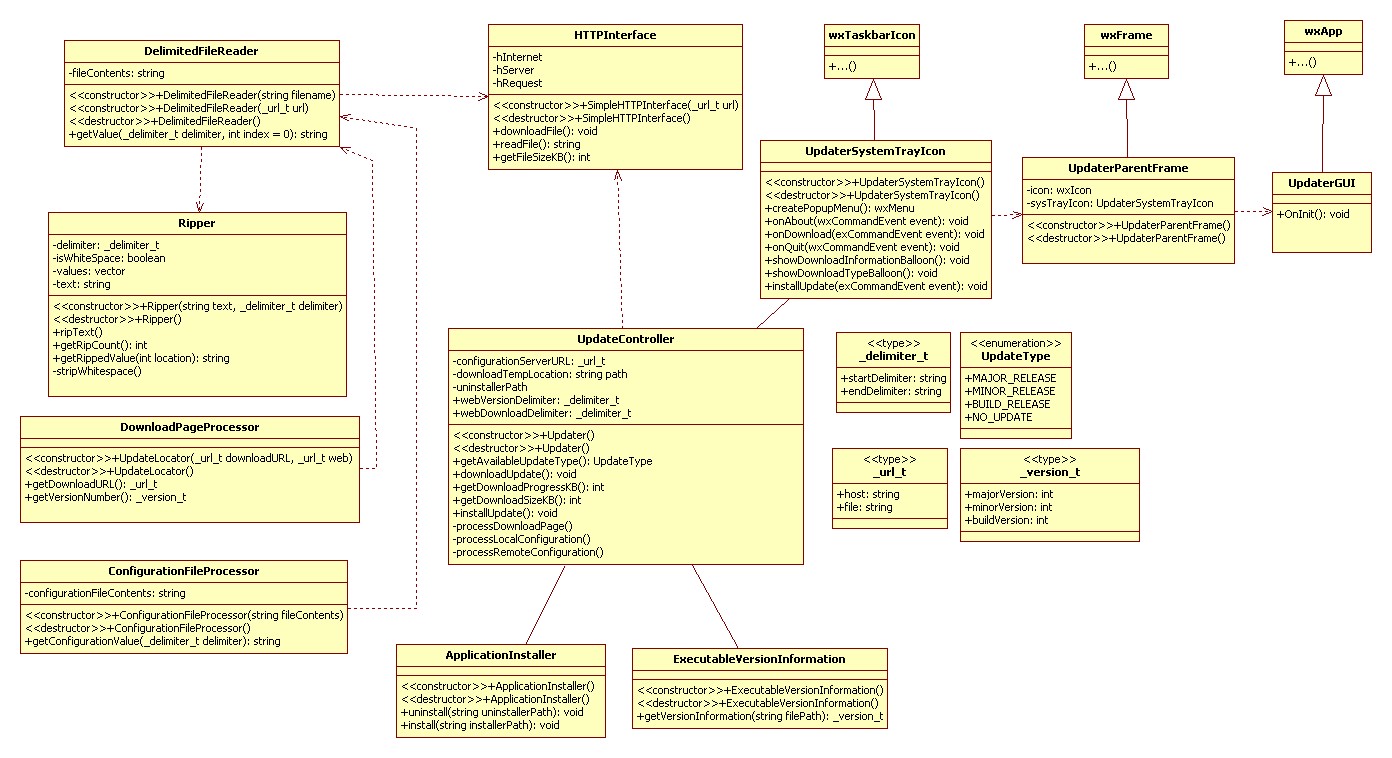 DelimitedFileReader
-fileContents: string
<<constructor>>+DelimitedFileReader(string filename)
<<constructor>>+DelimitedFileReader(_url_t url)
<<destructor>>+DelimitedFileReader()
+getValue(_delimiter_t delimiter, int index = 0): string
HTTPInterface
-hInternet
-hServer
-hRequest
<<constructor>>+SimpleHTTPInterface(_url_t url)
<<destructor>>+SimpleHTTPInterface()
+downloadFile(): void
+readFile(): string
+getFileSizeKB(): int
wxTaskbarIcon
+...()
wxFrame
+...()
wxApp
+...()
UpdaterSystemTrayIcon
<<constructor>>+UpdaterSystemTrayIcon()
<<destructor>>+UpdaterSystemTrayIcon()
+createPopupMenu(): wxMenu
+onAbout(wxCommandEvent event): void
+onDownload(exCommandEvent event): void
+onQuit(wxCommandEvent event): void
+showDownloadInformationBalloon(): void
+showDownloadTypeBalloon(): void
+installUpdate(exCommandEvent event): void
UpdaterParentFrame
-icon: wxIcon
-sysTrayIcon: UpdaterSystemTrayIcon
<<constructor>>+UpdaterParentFrame()
<<destructor>>+UpdaterParentFrame()
UpdaterGUI
+OnInit(): void
Ripper
-delimiter: _delimiter_t
-isWhiteSpace: boolean
-values: vector
-text: string
<<constructor>>+Ripper(string text, _delimiter_t delimiter)
<<destructor>>+Ripper()
+ripText()
+getRipCount(): int
+getRippedValue(int location): string
-stripWhitespace()
UpdateController
-configurationServerURL: _url_t
-downloadTempLocation: string path
-uninstallerPath
+webVersionDelimiter: _delimiter_t
+webDownloadDelimiter: _delimiter_t
<<constructor>>+Updater()
<<destructor>>+Updater()
+getAvailableUpdateType(): UpdateType
+downloadUpdate(): void
+getDownloadProgressKB(): int
+getDownloadSizeKB(): int
+installUpdate(): void
-processDownloadPage()
-processLocalConfiguration()
-processRemoteConfiguration()
<<type>>
_delimiter_t
+startDelimiter: string
+endDelimiter: string
<<enumeration>>
UpdateType
+MAJOR_RELEASE
+MINOR_RELEASE
+BUILD_RELEASE
+NO_UPDATE
<<type>>
_url_t
+host: string
+file: string
<<type>>
_version_t
+majorVersion: int
+minorVersion: int
+buildVersion: int
DownloadPageProcessor
<<constructor>>+UpdateLocator(_url_t downloadURL, _url_t web)
<<destructor>>+UpdateLocator()
+getDownloadURL(): _url_t
+getVersionNumber(): _version_t
ConfigurationFileProcessor
-configurationFileContents: string
<<constructor>>+ConfigurationFileProcessor(string fileContents)
<<destructor>>+ConfigurationFileProcessor()
+getConfigurationValue(_delimiter_t delimiter): string
ApplicationInstaller
<<constructor>>+ApplicationInstaller()
<<destructor>>+ApplicationInstaller()
+uninstall(string uninstallerPath): void
+install(string installerPath): void
ExecutableVersionInformation
<<constructor>>+ExecutableVersionInformation()
<<destructor>>+ExecutableVersionInformation()
+getVersionInformation(string filePath): _version_t